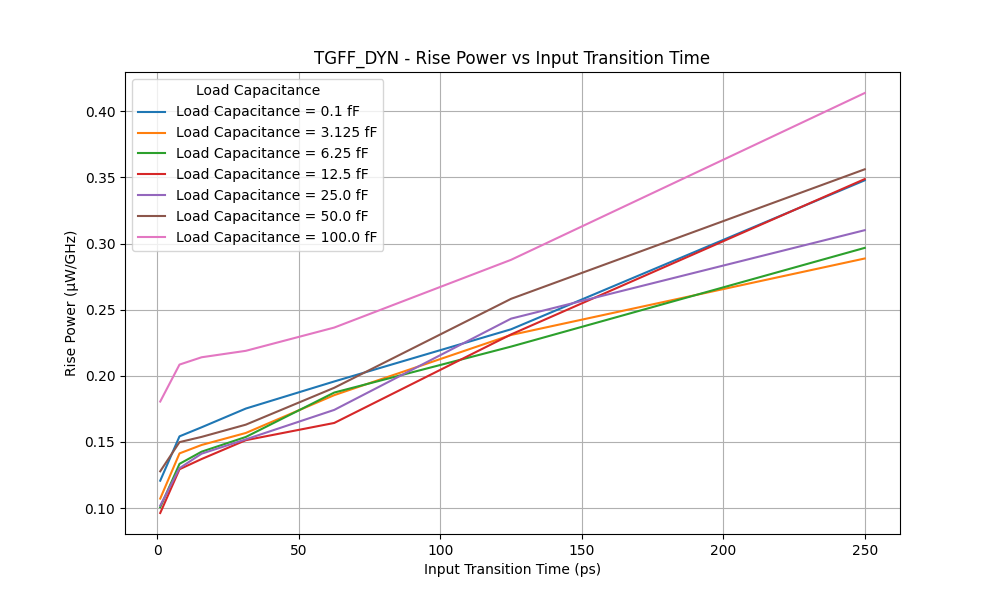 TGFF_DYN - Rise Power vs Input Transition Time
Load Capacitance
Load Capacitance = 0.1 fF
Load Capacitance = 3.125 fF
Load Capacitance = 6.25 fF
Load Capacitance = 12.5 fF
Load Capacitance = 25.0 fF
Load Capacitance = 50.0 fF
Load Capacitance = 100.0 fF
Rise Power (µW/GHz)
0.40
0.35
0.30
0.25
0.20
0.15
0.10
0 50 100 150 200 250
Input Transition Time (ps)